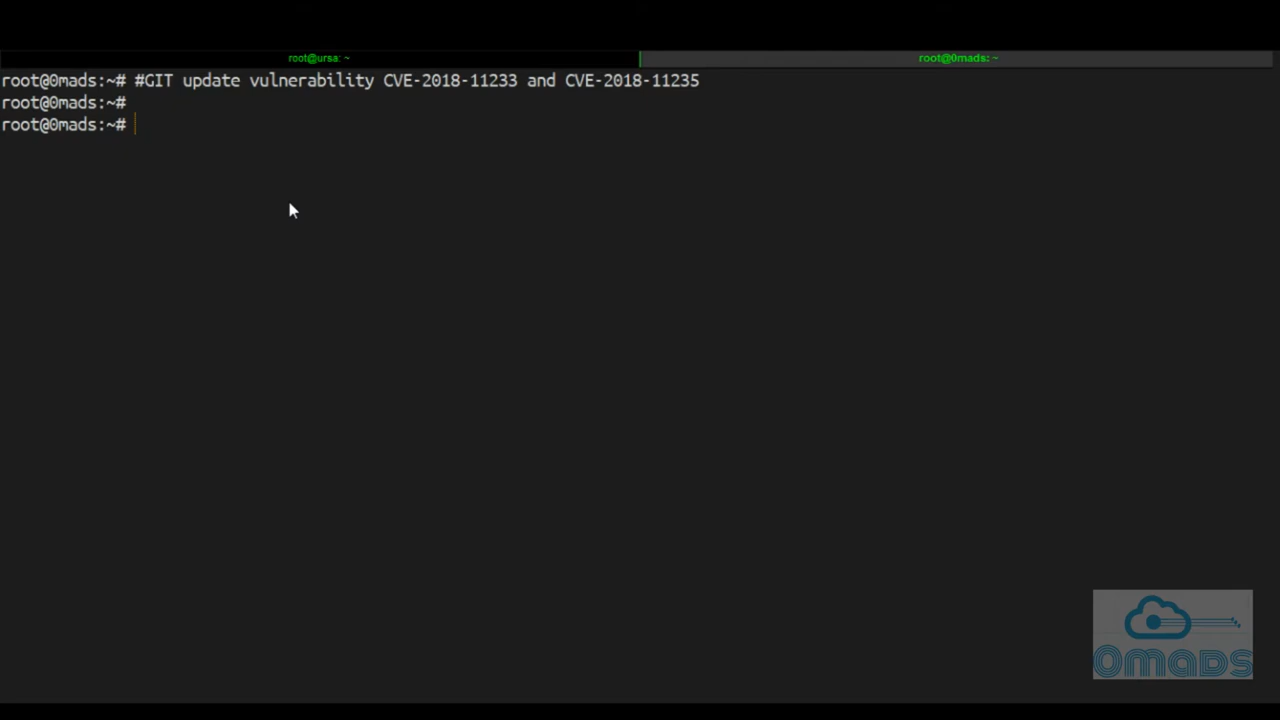 root@ursa: ~
root@0mads: ~
root@0mads:~# #GIT update vulnerability CVE-2018-11233 and CVE-2018-11235
root@0mads:~#
root@0mads:~#
0mads